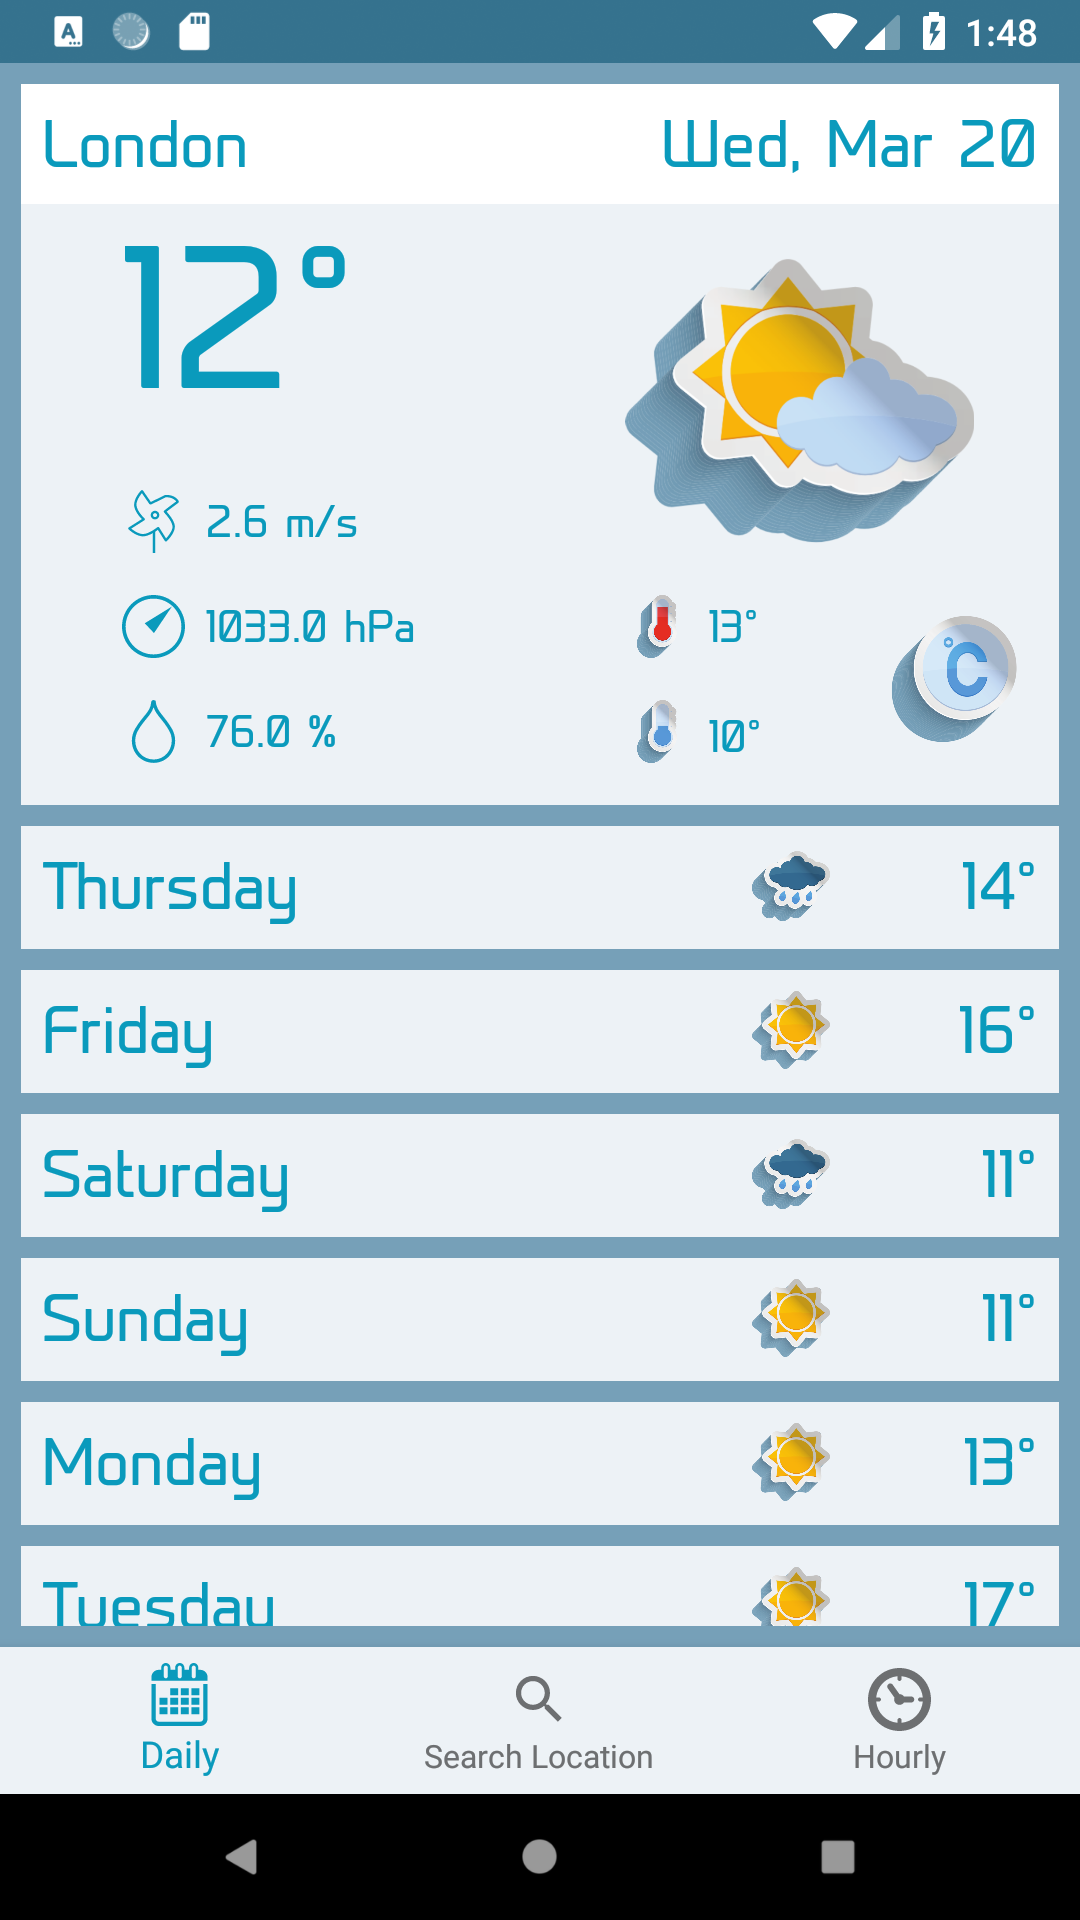 1:48
London Wed, Mar 20
12°
2.6 m/s
1033.0 hPa 13°
°C
76.0 % 10°
Thursday 14°
Friday 16°
Saturday 11°
Sunday 11°
Monday 13°
Tuesday 17°
Daily Search Location Hourly